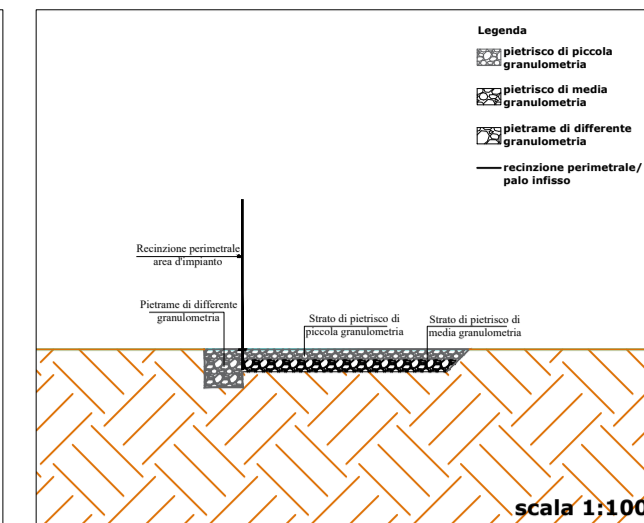 Legenda
pietrisco di piccola
granulometria
pietrisco di media
granulometria
pietrame di differente
granulometria
recinzione perimetrale/
palo infisso
Recinzione perimetrale
area d'impianto
Pietrame di differente
granulometria
Strato di pietrisco di
piccola granulometria
Strato di pietrisco di
media granulometria
scala 1:100